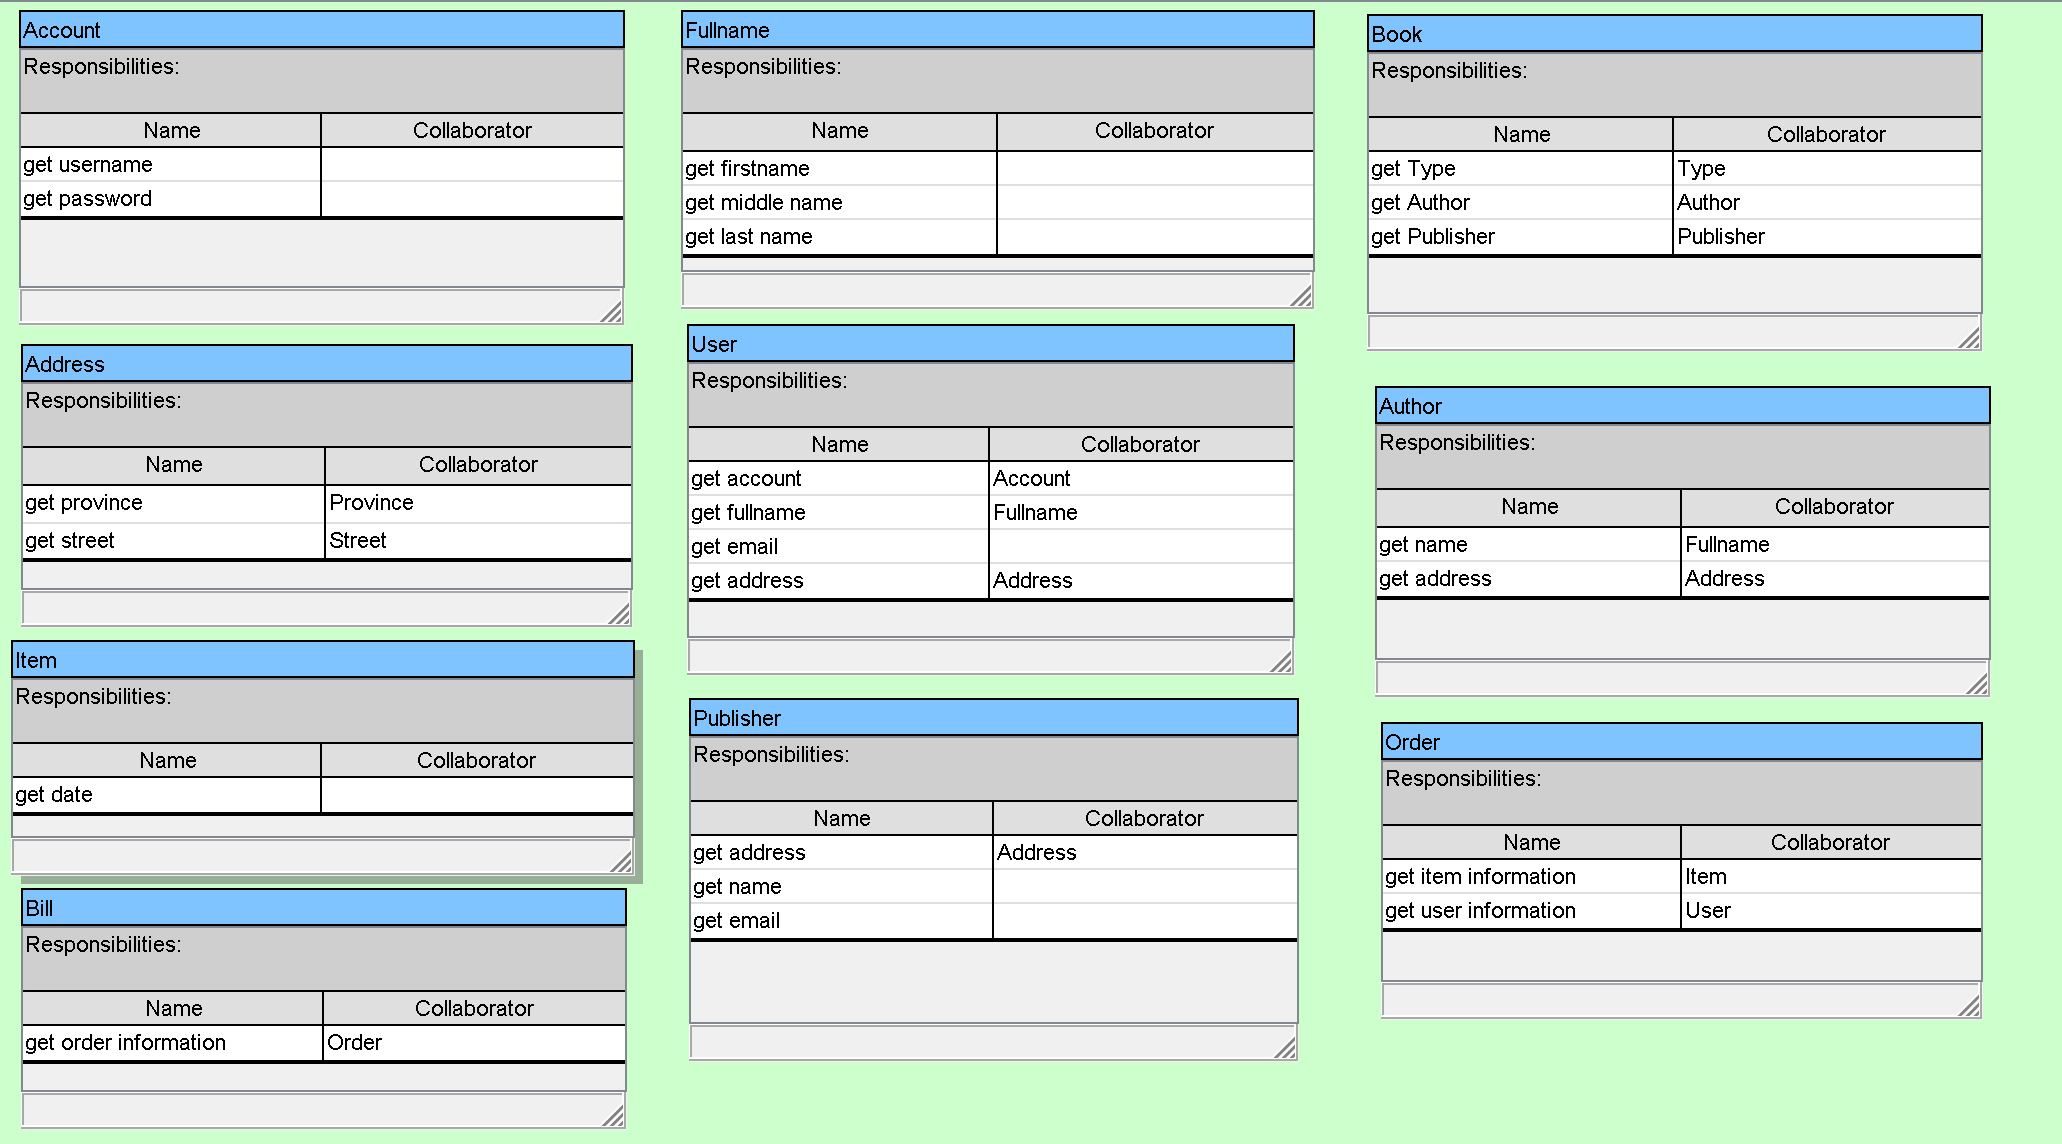 Account
Responsibilities:
Name Collaborator
get username
get password
Address
Responsibilities:
Name Collaborator
get province Province
get street Street
Item
Responsibilities:
Name Collaborator
get date
Bill
Responsibilities:
Name Collaborator
get order information Order
Fullname
Responsibilities:
Name Collaborator
get firstname
get middle name
get last name
User
Responsibilities:
Name Collaborator
get account Account
get fullname Fullname
get email
get address Address
Publisher
Responsibilities:
Name Collaborator
get address Address
get name
get email
Book
Responsibilities:
Name Collaborator
get Type Type
get Author Author
get Publisher Publisher
Author
Responsibilities:
Name Collaborator
get name Fullname
get address Address
Order
Responsibilities:
Name Collaborator
get item information Item
get user information User